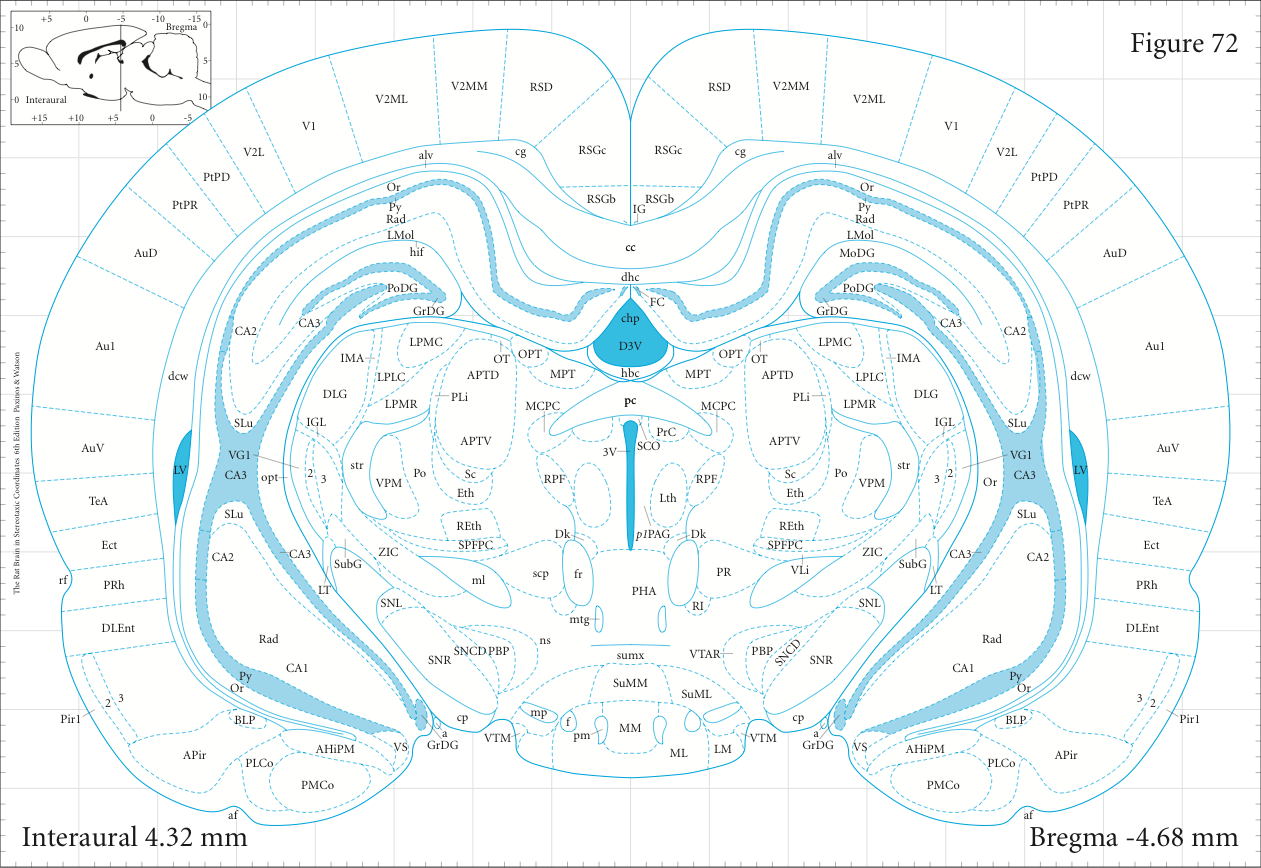 Figure 72
+5 0 -5 -10 -15
Bregma 0
10
5 5
0 Interaural 10
+15 +10 +5 0 -5
V2MM RSD RSD V2MM
V2ML V2ML
V1 V1
V2L cg RSGc RSGc cg V2L
alv alv
PtPD PtPD
Or RSGb RSGb Or
PtPR Py IG Py PtPR
Rad Rad
LMol LMol
AuD hif cc MoDG AuD
dhc
PoDG FC PoDG
CA2 CA3 GrDG chp GrDG CA3 CA2
Au1 LPMC D3V LPMC Au1
IMA OT OPT OPT OT IMA
dcw LPLC APTD MPT hbc MPT APTD LPLC dcw
DLG LPMR PLi pc PLi LPMR DLG
MCPC MCPC
SLu IGL PrC IGL SLu
AuV APTV SCO APTV AuV
VG1 3V VG1
LV CA3 opt 2 3 str VPM Po Sc RPF Lth RPF Sc Po VPM str 3 2 Or CA3 LV
Eth Eth
TeA TeA
SLu SLu
REth p1PAG REth
Dk Dk
Ect SPFPC SPFPC Ect
CA2 CA3 ZIC ZIC CA3 CA2
SubG VLi SubG
rf PRh LT ml scp fr PR LT PRh
PHA
SNL RI SNL
mtg
DLEnt DLEnt
Rad ns Rad
SNCD PBP sumx VTAR PBP SNCD
SNR SNR
CA1 CA1
Py SuMM Py
Or SuML Or
2 3 3 2
Pir1 BLP cp mp f cp BLP Pir1
a pm MM a
GrDG VTM VTM GrDG
APir AHiPM VS ML LM VS AHiPM APir
PLCo PLCo
PMCo PMCo
af af
The Rat Brain in Stereotaxic Coordinates 6th Edition Paxinos & Watson
Interaural 4.32 mm
Bregma -4.68 mm